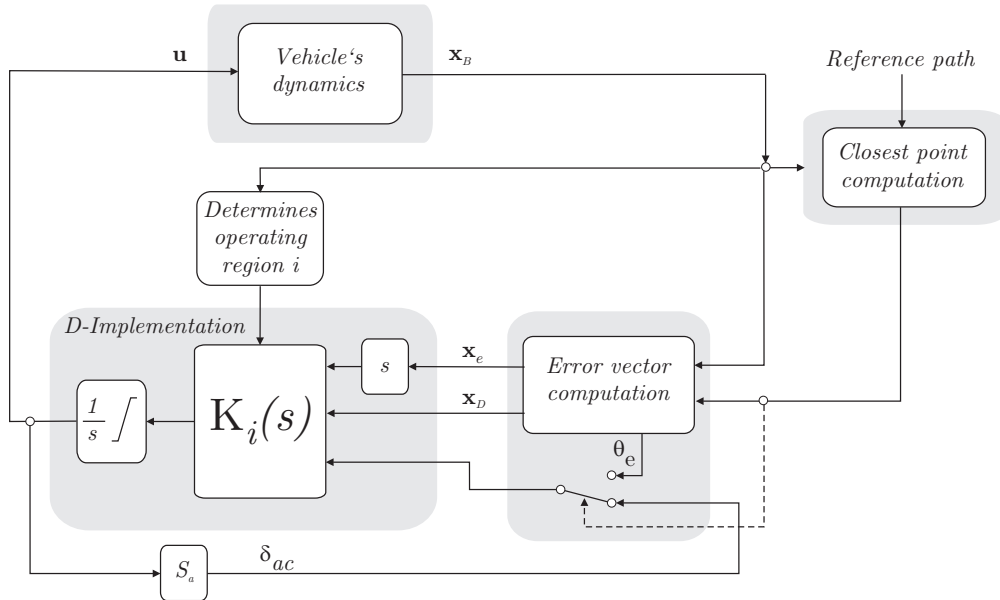 u
Vehicle‘s
dynamics
x_B
Reference path
Closest point
computation
Determines
operating
region i
D-Implementation
1
s
K_i(s)
s
x_e
x_D
Error vector
computation
θ_e
S_a
δ_ac